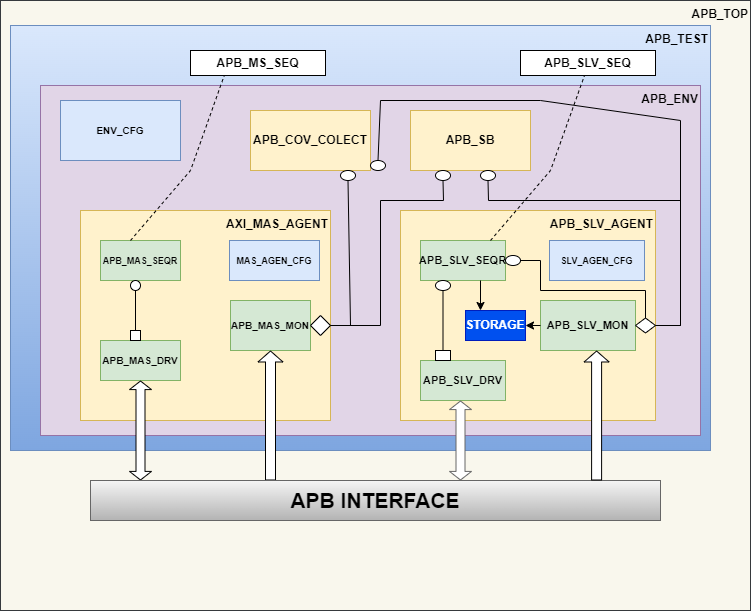 APB_TOP
APB_TEST
APB_MS_SEQ
APB_SLV_SEQ
APB_ENV
ENV_CFG
APB_COV_COLECT
APB_SB
AXI_MAS_AGENT
APB_SLV_AGENT
APB_MAS_SEQR
MAS_AGEN_CFG
APB_SLV_SEQR
SLV_AGEN_CFG
APB_MAS_MON
STORAGE
APB_SLV_MON
APB_MAS_DRV
APB_SLV_DRV
APB INTERFACE